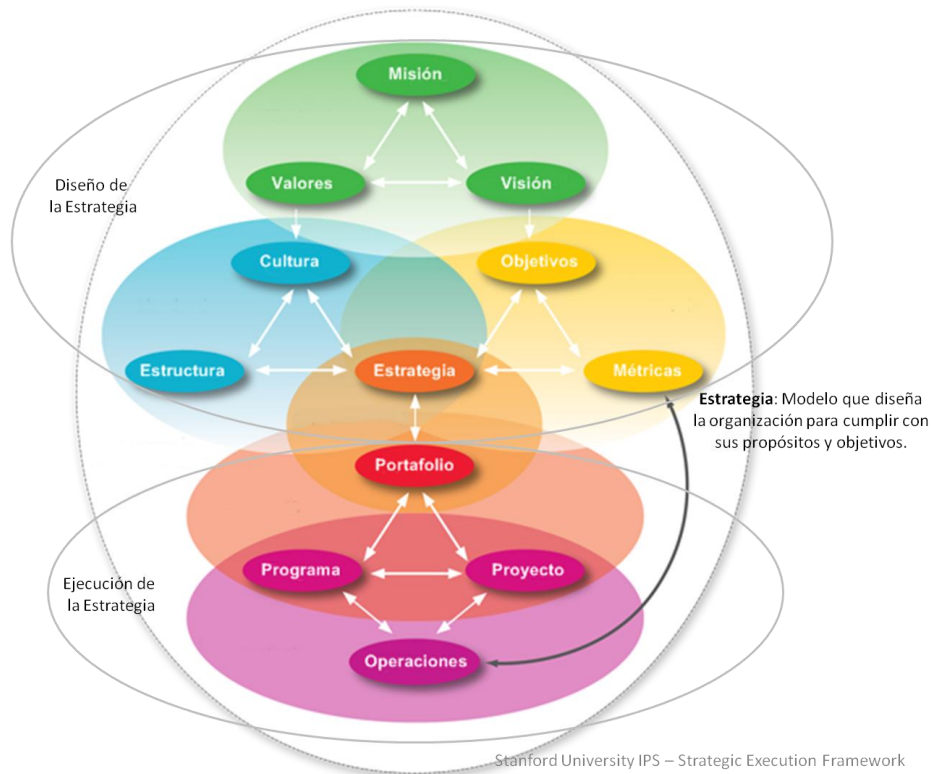 Misión
Valores
Visión
Diseño de
la Estrategia
Cultura
Objetivos
Estructura
Estrategia
Métricas
Estrategia: Modelo que diseña
la organización para cumplir con
sus propósitos y objetivos.
Portafolio
Programa
Proyecto
Ejecución de
la Estrategia
Operaciones
Stanford University IPS – Strategic Execution Framework